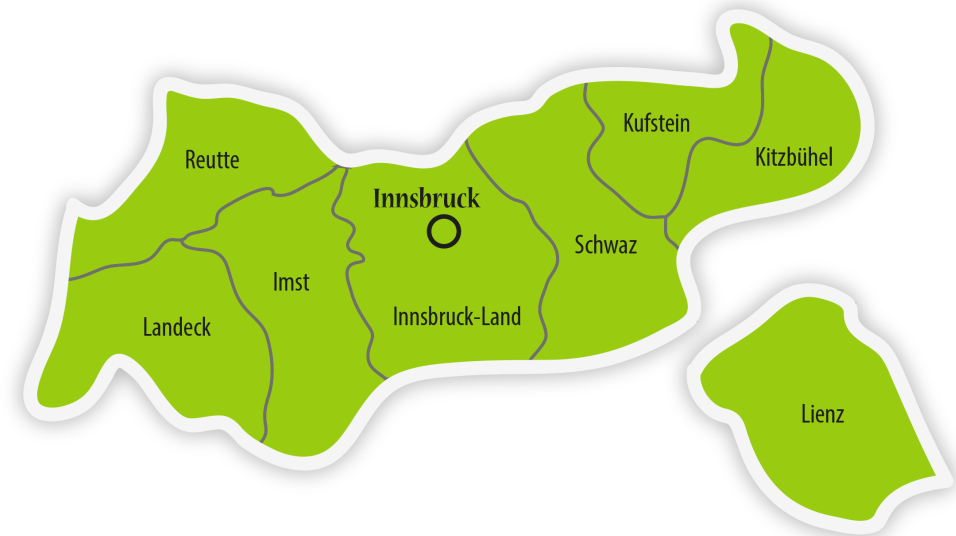 Kufstein
Kitzbühel
Reutte
Innsbruck
Schwaz
Imst
Innsbruck-Land
Landeck
Lienz